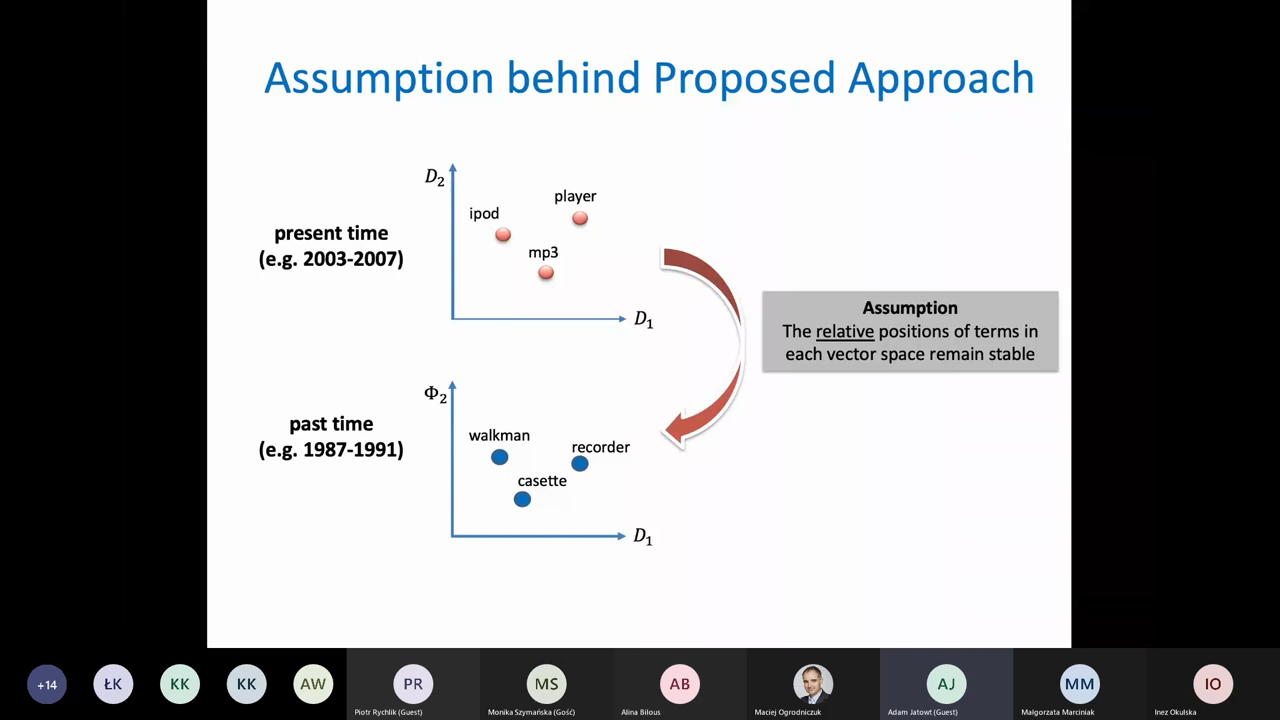 Assumption behind Proposed Approach
D₂
player
ipod
present time
(e.g. 2003-2007)
mp3
D₁
Assumption
The relative positions of terms in
each vector space remain stable
Φ₂
past time
(e.g. 1987-1991)
walkman
recorder
casette
D₁
+14
ŁK
KK
KK
AW
PR
MS
AB
AJ
MM
IO
Piotr Rychlik (Guest)
Monika Szymańska (Gość)
Alina Bilous
Maciej Ogrodniczuk
Adam Jatowt (Guest)
Małgorzata Marciniak
Inez Okulska